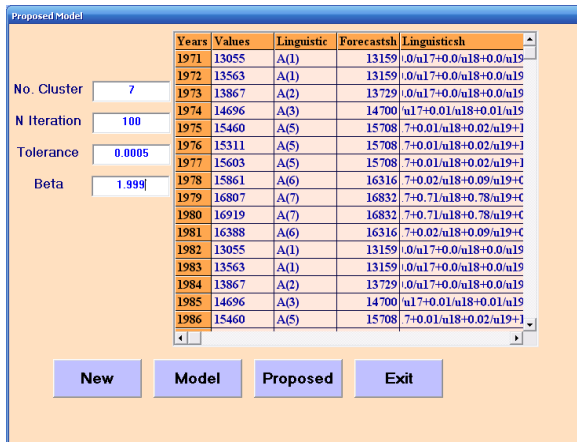 Proposed Model
No. Cluster 7
N Iteration 100
Tolerance 0.0005
Beta 1.999
Years Values Linguistic Forecastsh Linguisticsh
1971 13055 A(1) 13159 .0/u17+0.0/u18+0.0/u19
1972 13563 A(1) 13159 .0/u17+0.0/u18+0.0/u19
1973 13867 A(2) 13729 .0/u17+0.0/u18+0.0/u19
1974 14696 A(3) 14700 /u17+0.01/u18+0.01/u19
1975 15460 A(5) 15708 .7+0.01/u18+0.02/u19+1
1976 15311 A(5) 15708 .7+0.01/u18+0.02/u19+1
1977 15603 A(5) 15708 .7+0.01/u18+0.02/u19+1
1978 15861 A(6) 16316 .7+0.02/u18+0.09/u19+0
1979 16807 A(7) 16832 .7+0.71/u18+0.78/u19+0
1980 16919 A(7) 16832 .7+0.71/u18+0.78/u19+0
1981 16388 A(6) 16316 .7+0.02/u18+0.09/u19+0
1982 13055 A(1) 13159 .0/u17+0.0/u18+0.0/u19
1983 13563 A(1) 13159 .0/u17+0.0/u18+0.0/u19
1984 13867 A(2) 13729 .0/u17+0.0/u18+0.0/u19
1985 14696 A(3) 14700 /u17+0.01/u18+0.01/u19
1986 15460 A(5) 15708 .7+0.01/u18+0.02/u19+1
New Model Proposed Exit